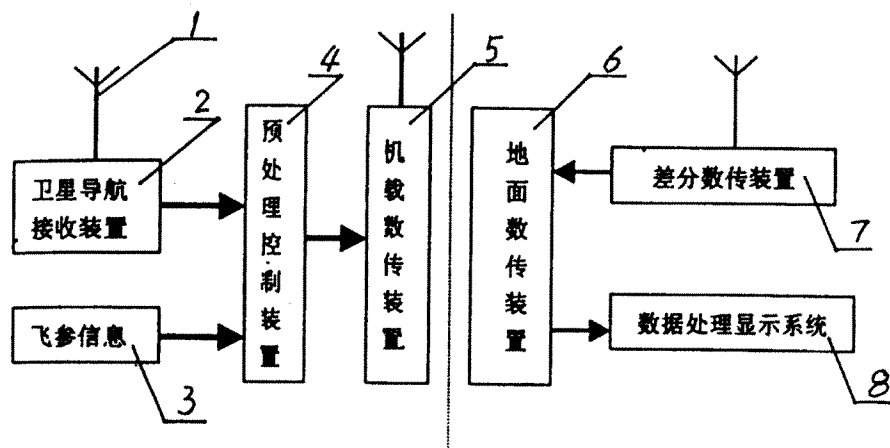 1
2
卫星导航
接收装置
飞参信息
3
4
预处理控制装置
5
机载数传装置
6
地面数传装置
差分数传装置
7
数据处理显示系统
8